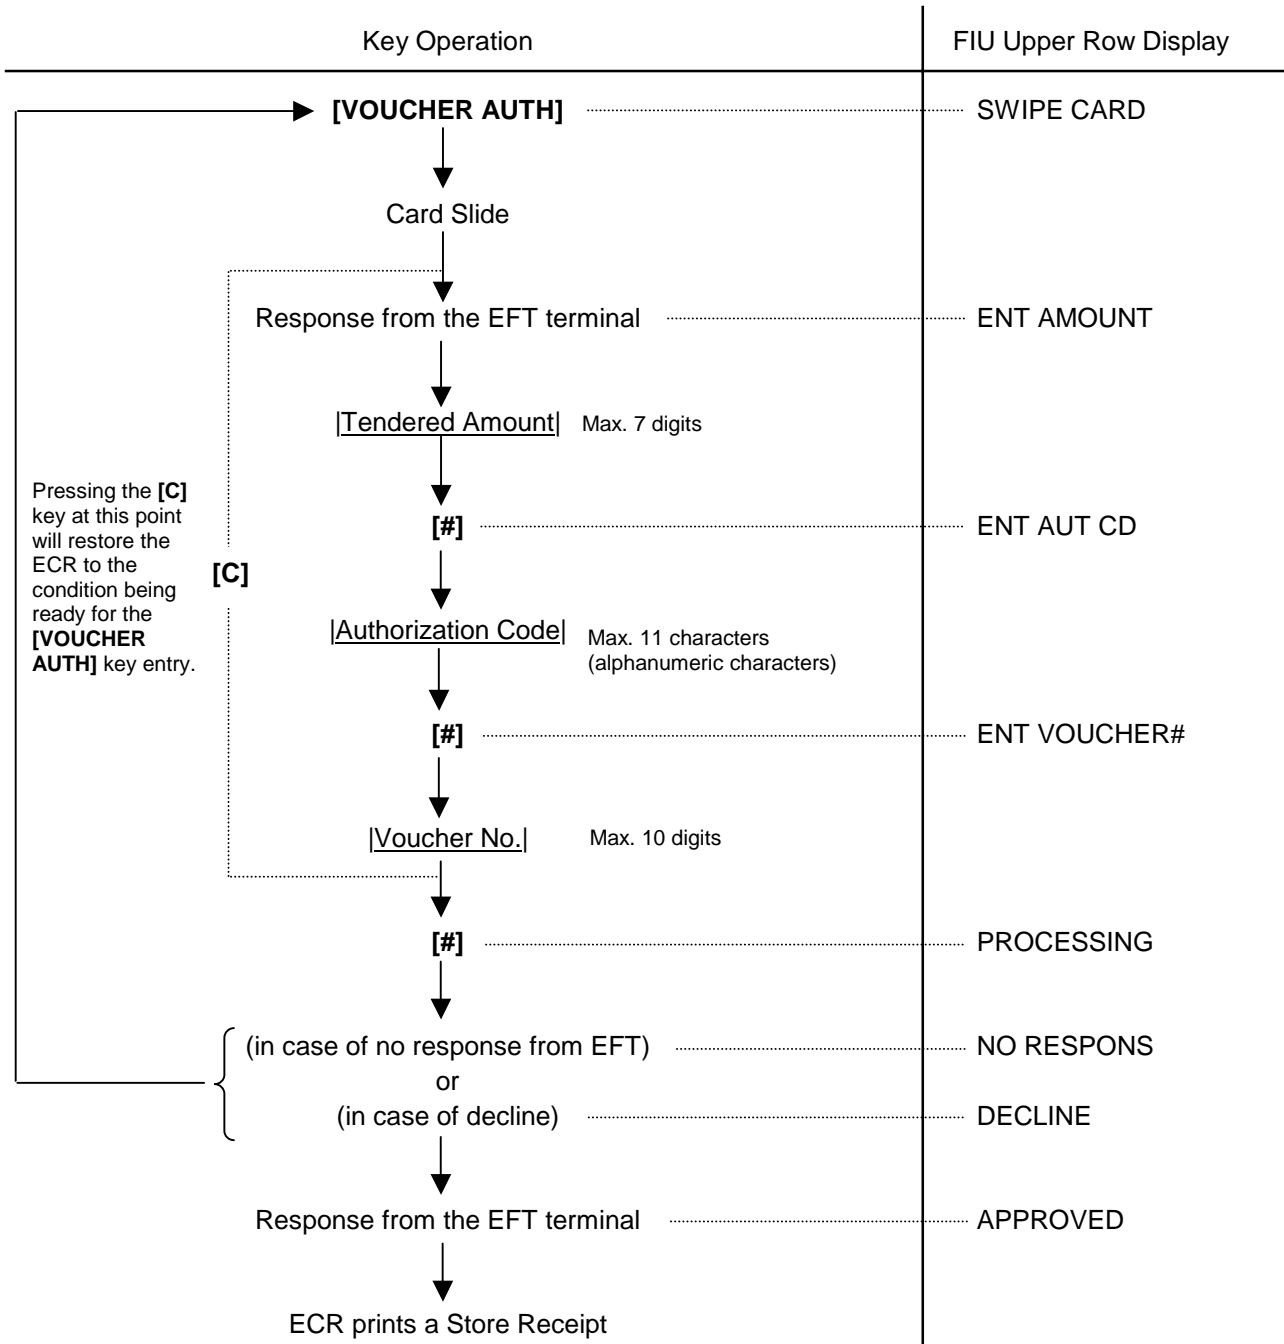 Key Operation
FIU Upper Row Display
[VOUCHER AUTH]
SWIPE CARD
Card Slide
Response from the EFT terminal
ENT AMOUNT
|Tendered Amount|
Max. 7 digits
Pressing the [C]
key at this point
will restore the
ECR to the
condition being
ready for the
[VOUCHER
AUTH] key entry.
[C]
[#]
ENT AUT CD
|Authorization Code|
Max. 11 characters
(alphanumeric characters)
[#]
ENT VOUCHER#
|Voucher No.|
Max. 10 digits
[#]
PROCESSING
(in case of no response from EFT)
NO RESPONS
or
(in case of decline)
DECLINE
Response from the EFT terminal
APPROVED
ECR prints a Store Receipt